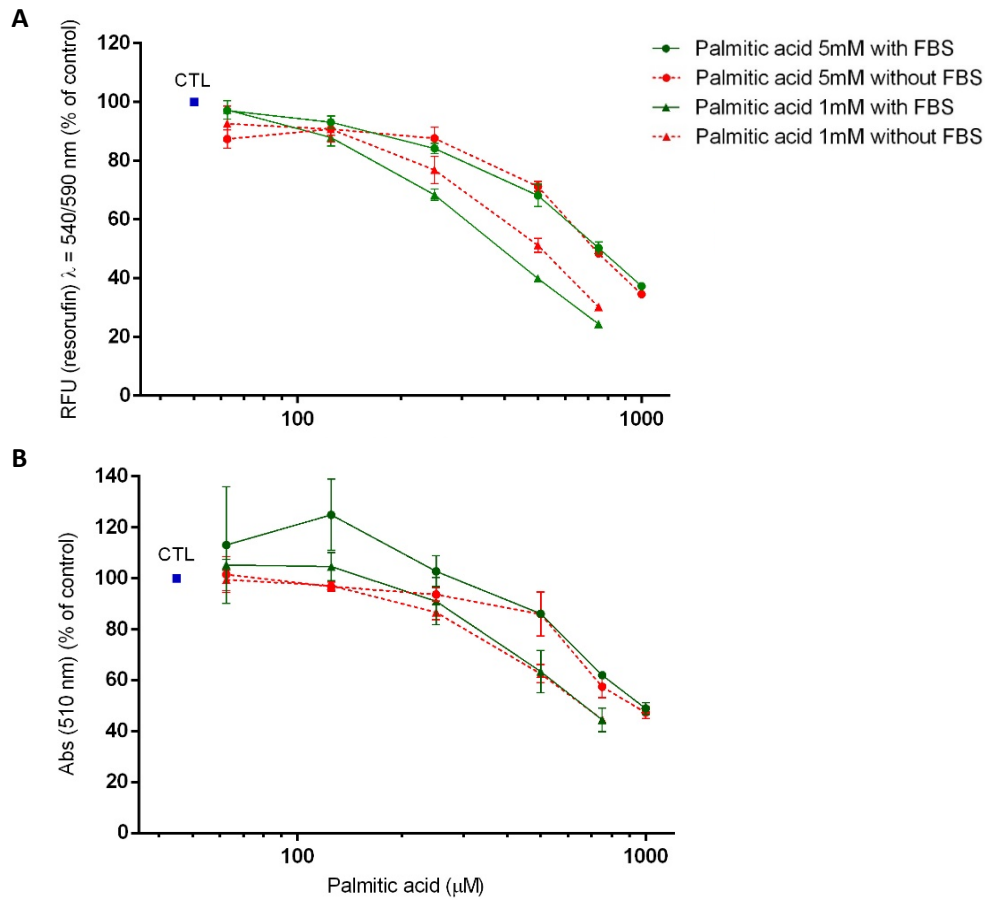 A
RFU (resorufin) λ = 540/590 nm (% of control)
120
100
80
60
40
20
0
CTL
100
1000
Palmitic acid 5mM with FBS
Palmitic acid 5mM without FBS
Palmitic acid 1mM with FBS
Palmitic acid 1mM without FBS
B
Abs (510 nm) (% of control)
140
120
100
80
60
40
20
0
CTL
100
1000
Palmitic acid (μM)